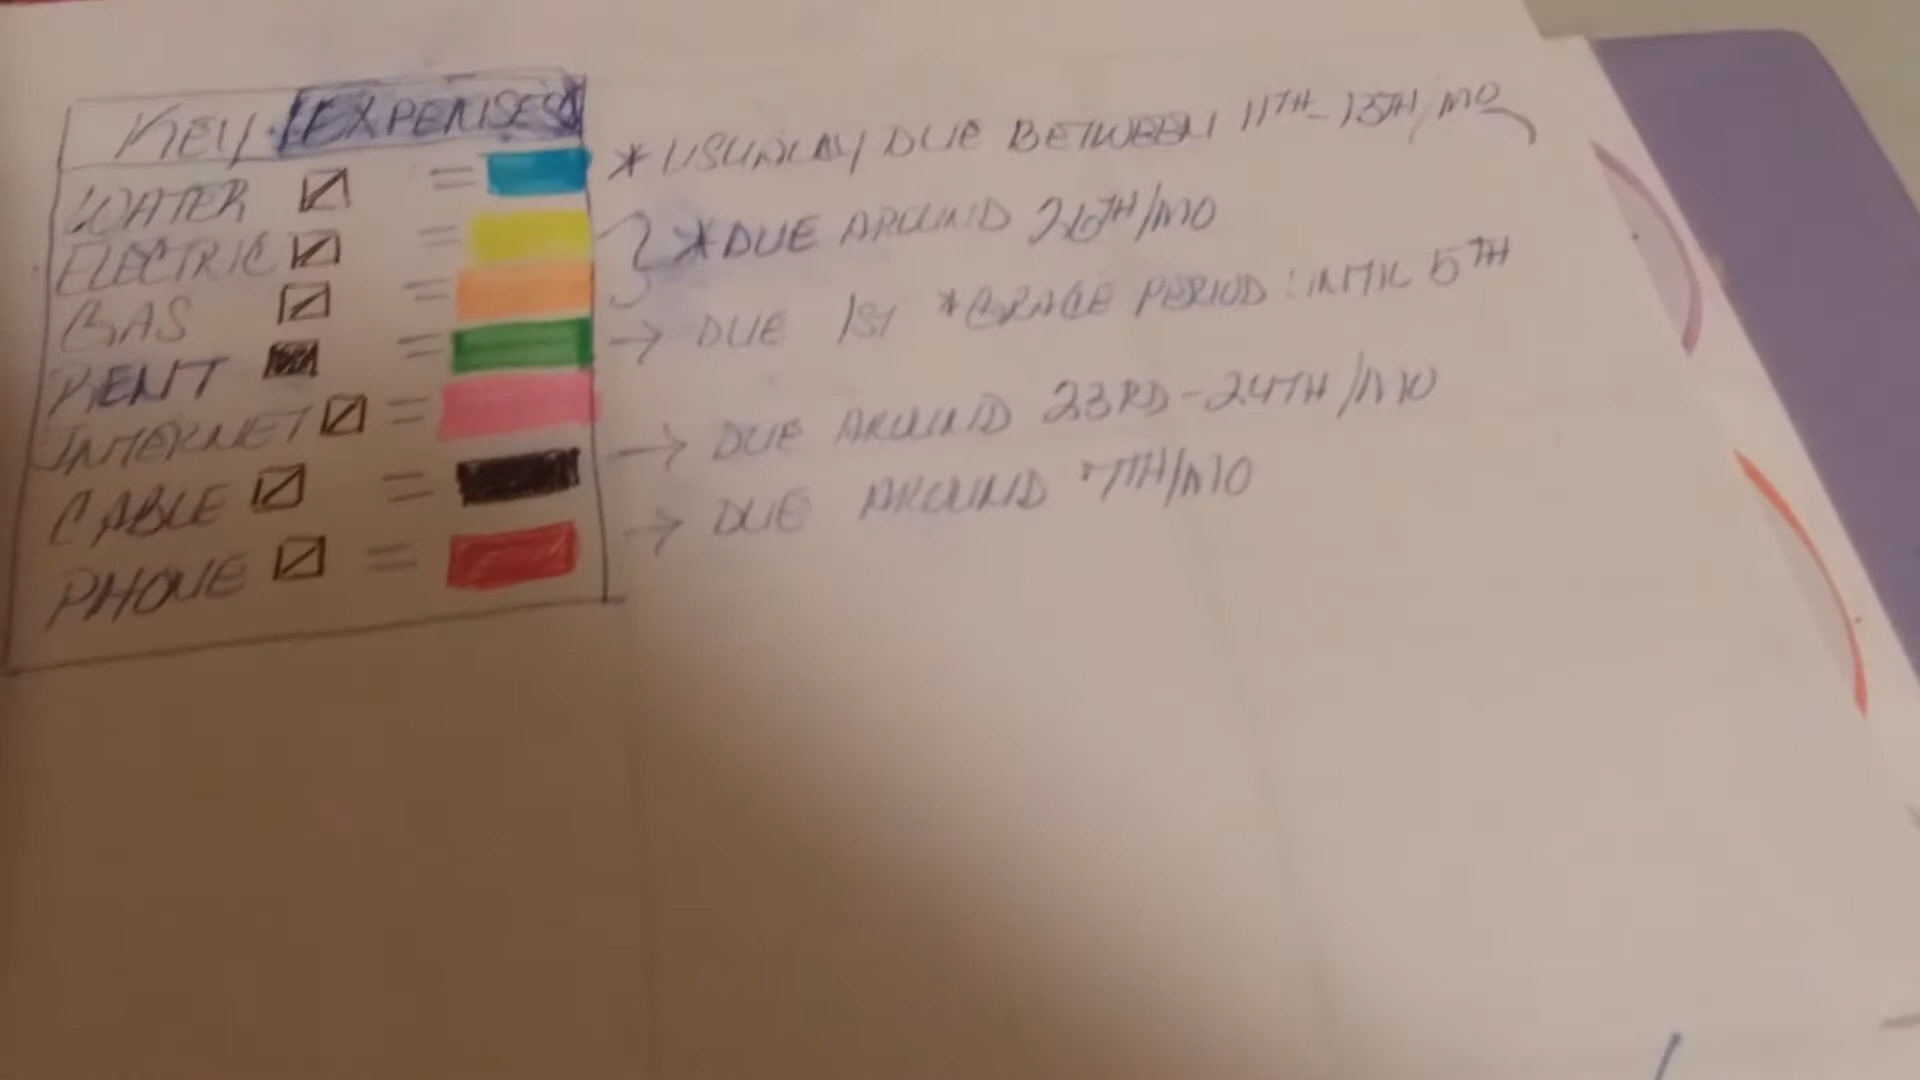 KEY / EXPENSES
WATER = * USUALLY DUE BETWEEN 11TH-13TH/MO
ELECTRIC = * DUE AROUND 26TH/MO
GAS =
RENT = → DUE 1ST *GRACE PERIOD UNTIL 5TH
INTERNET =
CABLE = → DUE AROUND 23RD-24TH/MO
PHONE = → DUE AROUND 7TH/MO